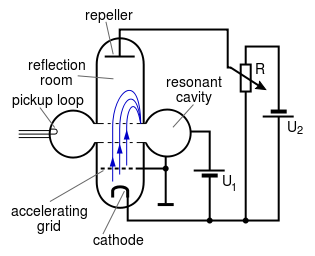 repeller
reflection
room
pickup loop
resonant
cavity
R
U2
U1
accelerating
grid
cathode